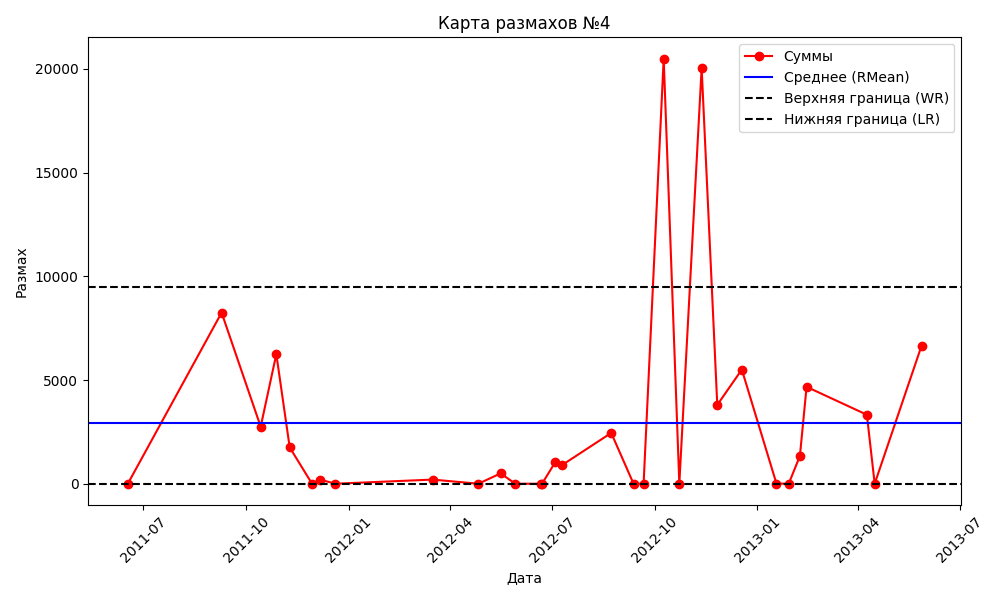 Карта размахов №4
Суммы
Среднее (RMean)
Верхняя граница (WR)
Нижняя граница (LR)
Размах
20000
15000
10000
5000
0
2011-07
2011-10
2012-01
2012-04
2012-07
2012-10
2013-01
2013-04
2013-07
Дата